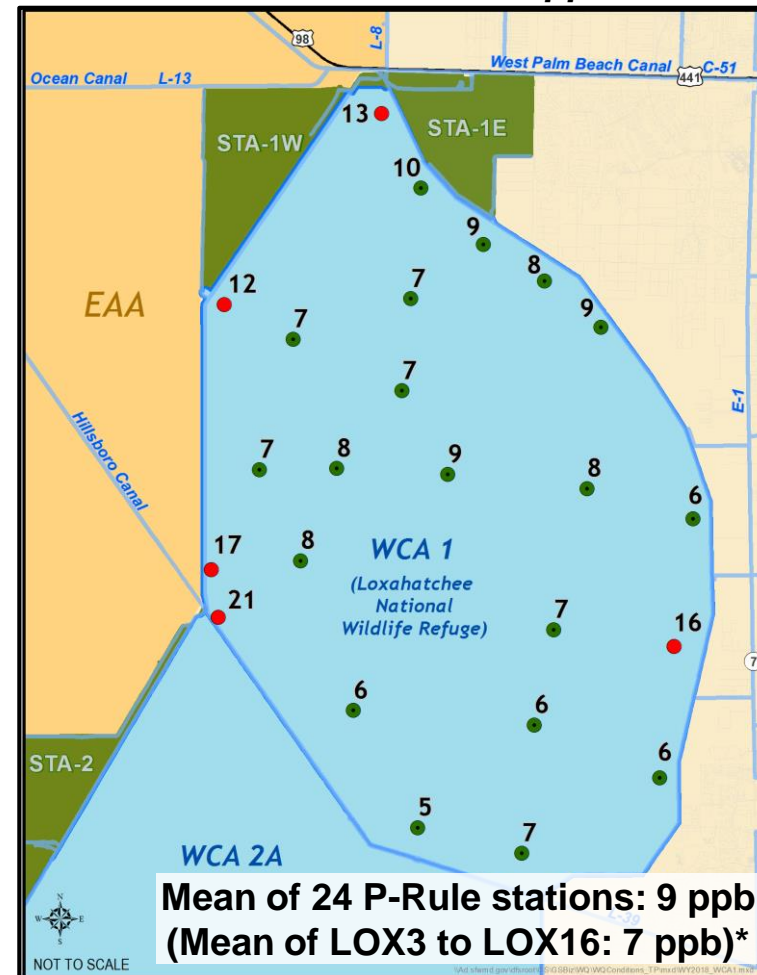 98
L-8
West Palm Beach Canal C-51
441
Ocean Canal L-13
STA-1W
13
STA-1E
10
9
8
12
7
9
EAA
7
7
E-1
Hillsboro Canal
7
8
9
8
6
17
8
WCA 1
(Loxahatchee
National
Wildlife Refuge)
21
7
16
7
6
6
6
STA-2
5
7
WCA 2A
Mean of 24 P-Rule stations: 9 ppb
(Mean of LOX3 to LOX16: 7 ppb)*
N
W E
S
L-39
NOT TO SCALE